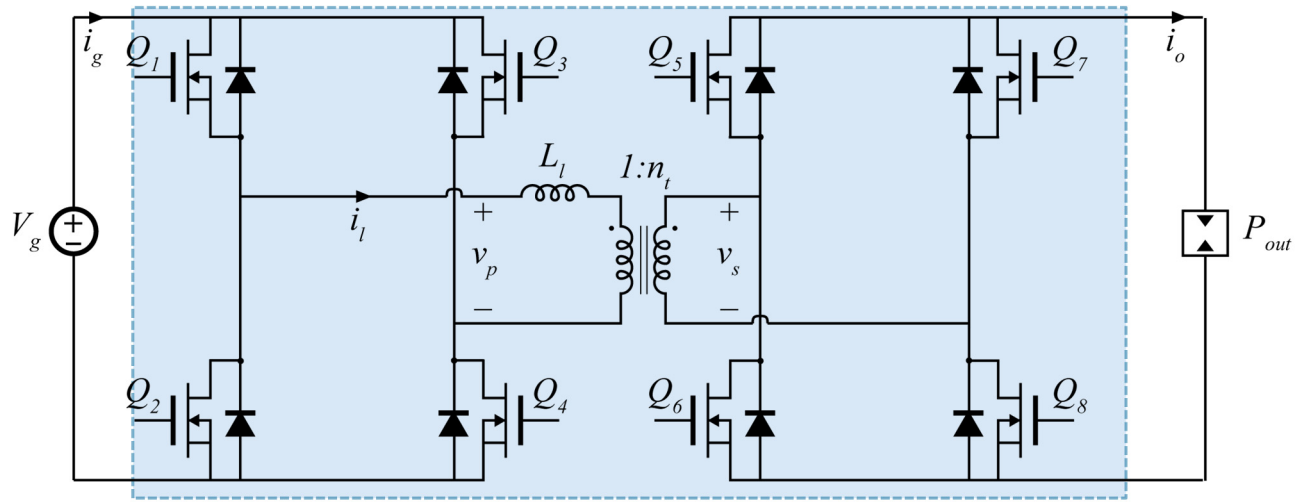 i_g
Q_1
Q_3
Q_5
Q_7
i_o
L_l
1:n_t
V_g
+
−
i_l
+
v_p
−
+
v_s
−
P_out
Q_2
Q_4
Q_6
Q_8